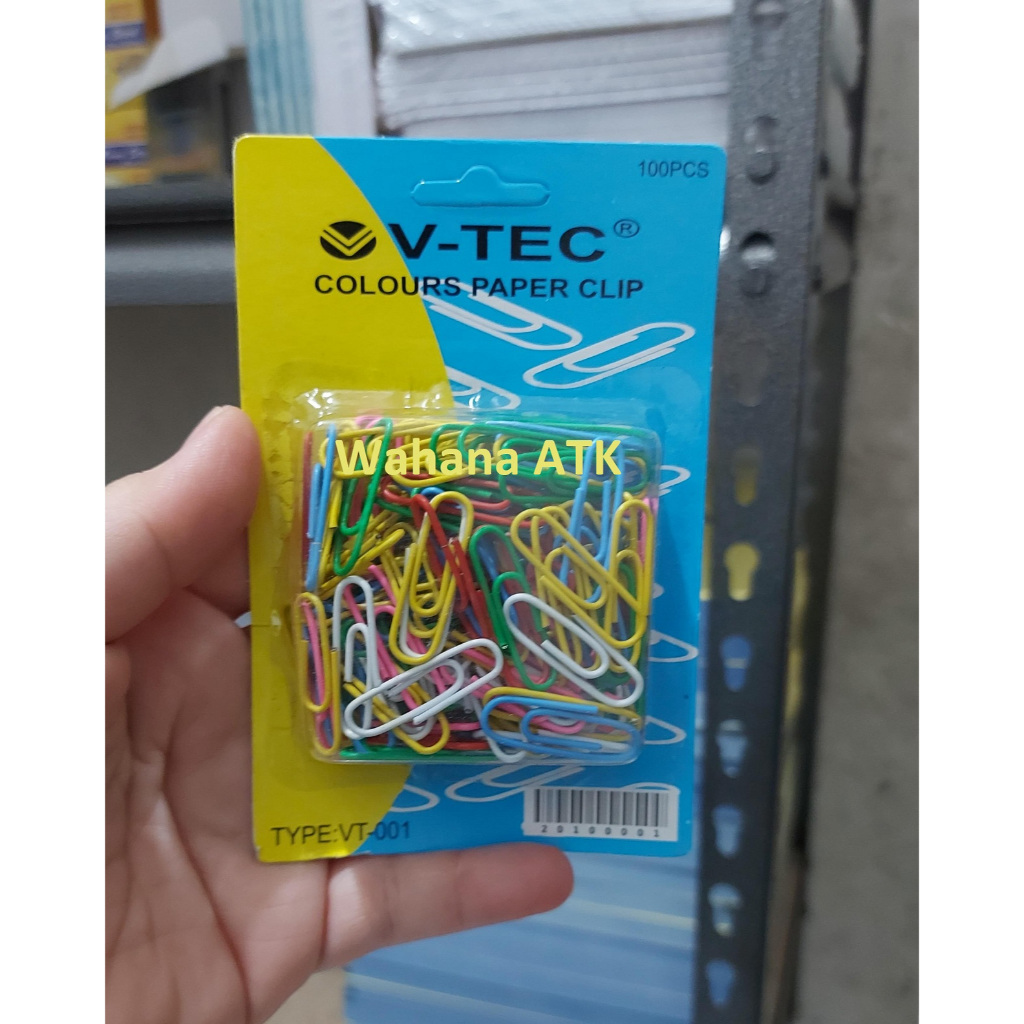 100PCS
V-TEC®
COLOURS PAPER CLIP
Wahana ATK
TYPE:VT-001
20100001